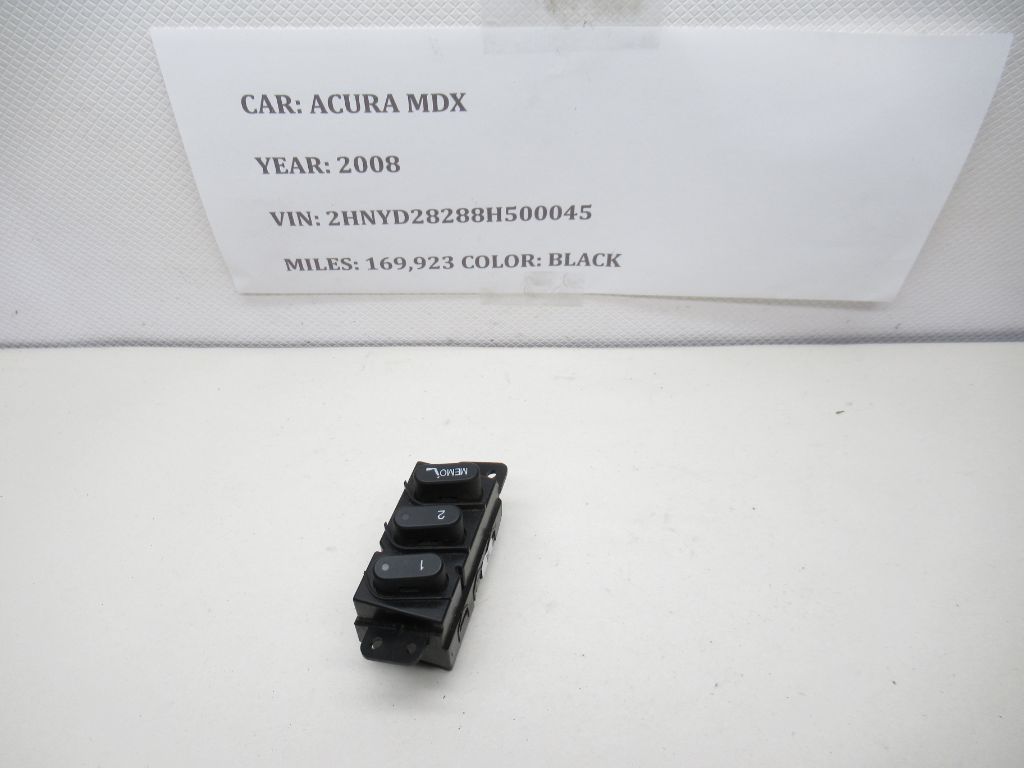 CAR: ACURA MDX
YEAR: 2008
VIN: 2HNYD28288H500045
MILES: 169,923 COLOR: BLACK
MEMO
2
1